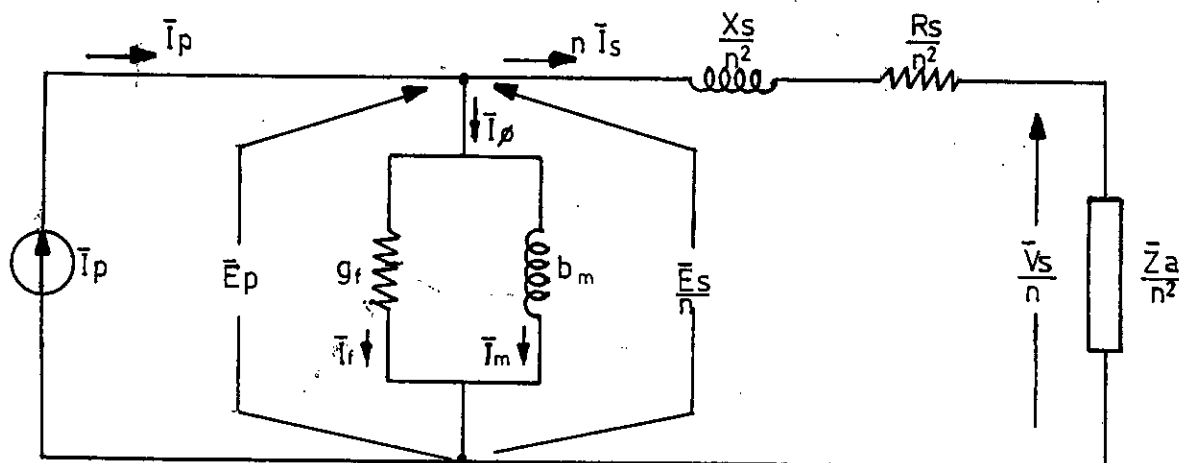 Īp
n Īs
Xs
n²
Rs
n²
Īø
Īp
Ēp
gf
bm
Ēs
n
V̄s
n
Z̄a
n²
Īf
Īm